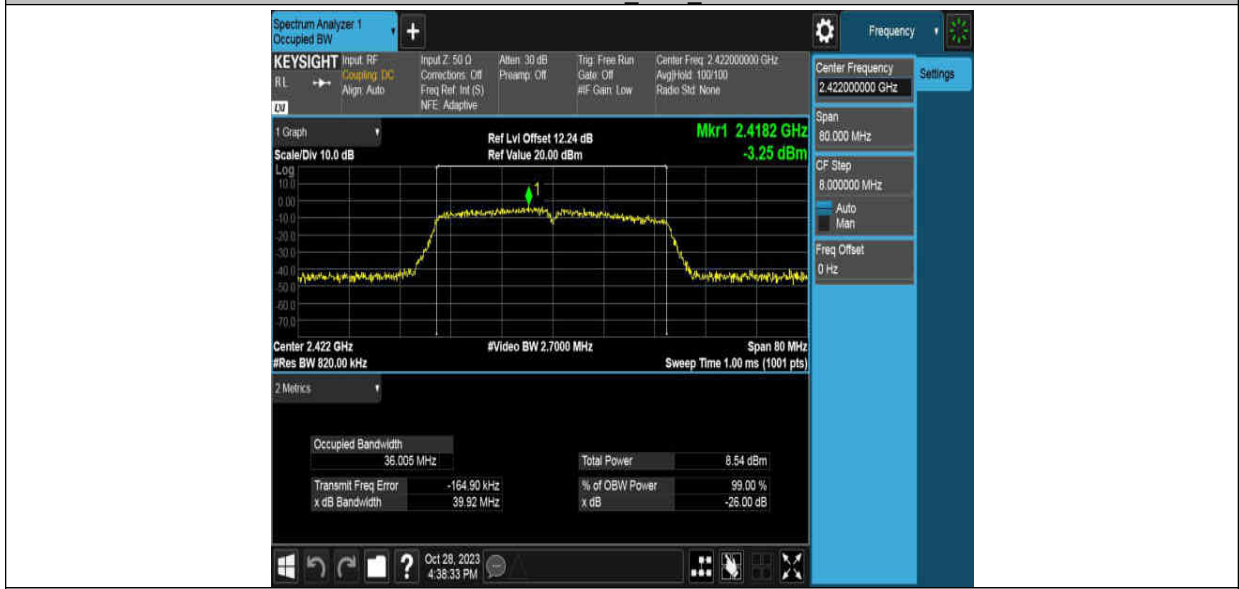 Spectrum Analyzer 1
Occupied BW
+
Frequency
KEYSIGHT
RL
LXI
Input: RF
Coupling: DC
Align: Auto
Input Z: 50 Ω
Corrections: Off
Freq Ref: Int (S)
NFE: Adaptive
Atten: 30 dB
Preamp: Off
Trig: Free Run
Gate: Off
#IF Gain: Low
Center Freq: 2.422000000 GHz
Avg|Hold: 100/100
Radio Std: None
Center Frequency
2.422000000 GHz
Settings
Span
80.000 MHz
CF Step
8.000000 MHz
Auto
Man
Freq Offset
0 Hz
1 Graph
Scale/Div 10.0 dB
Ref Lvl Offset 12.24 dB
Ref Value 20.00 dBm
Mkr1 2.4182 GHz
-3.25 dBm
Log
10.0
0.00
-10.0
-20.0
-30.0
-40.0
-50.0
-60.0
-70.0
1
Center 2.422 GHz
#Res BW 820.00 kHz
#Video BW 2.7000 MHz
Span 80 MHz
Sweep Time 1.00 ms (1001 pts)
2 Metrics
Occupied Bandwidth
36.005 MHz
Total Power 8.54 dBm
Transmit Freq Error -164.90 kHz
% of OBW Power 99.00 %
x dB Bandwidth 39.92 MHz
x dB -26.00 dB
?
Oct 28, 2023
4:38:33 PM